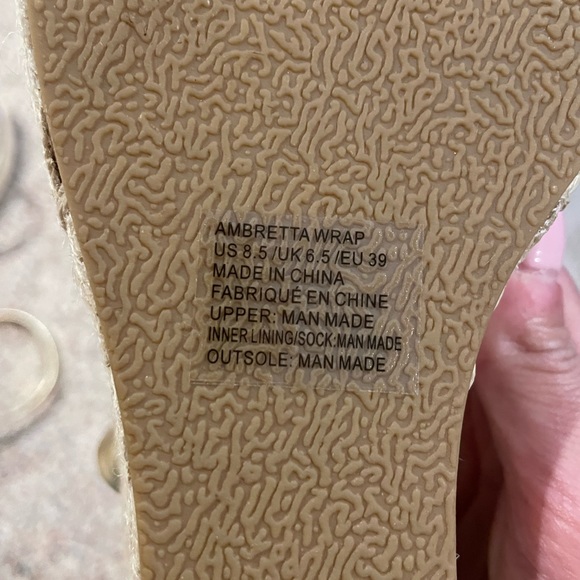 AMBRETTA WRAP
US 8.5 /UK 6.5 /EU 39
MADE IN CHINA
FABRIQUÉ EN CHINE
UPPER: MAN MADE
INNER LINING/SOCK:MAN MADE
OUTSOLE: MAN MADE